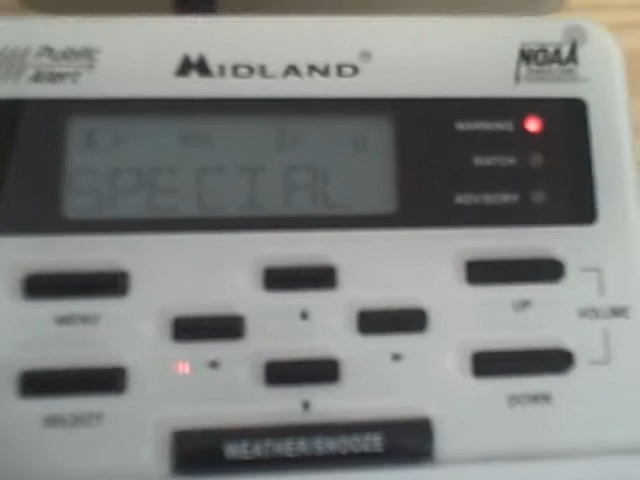 Public Alert
MIDLAND®
NOAA
WARNING
SPECIAL
WATCH
ADVISORY
MENU
UP
VOLUME
SELECT
DOWN
WEATHER/SNOOZE